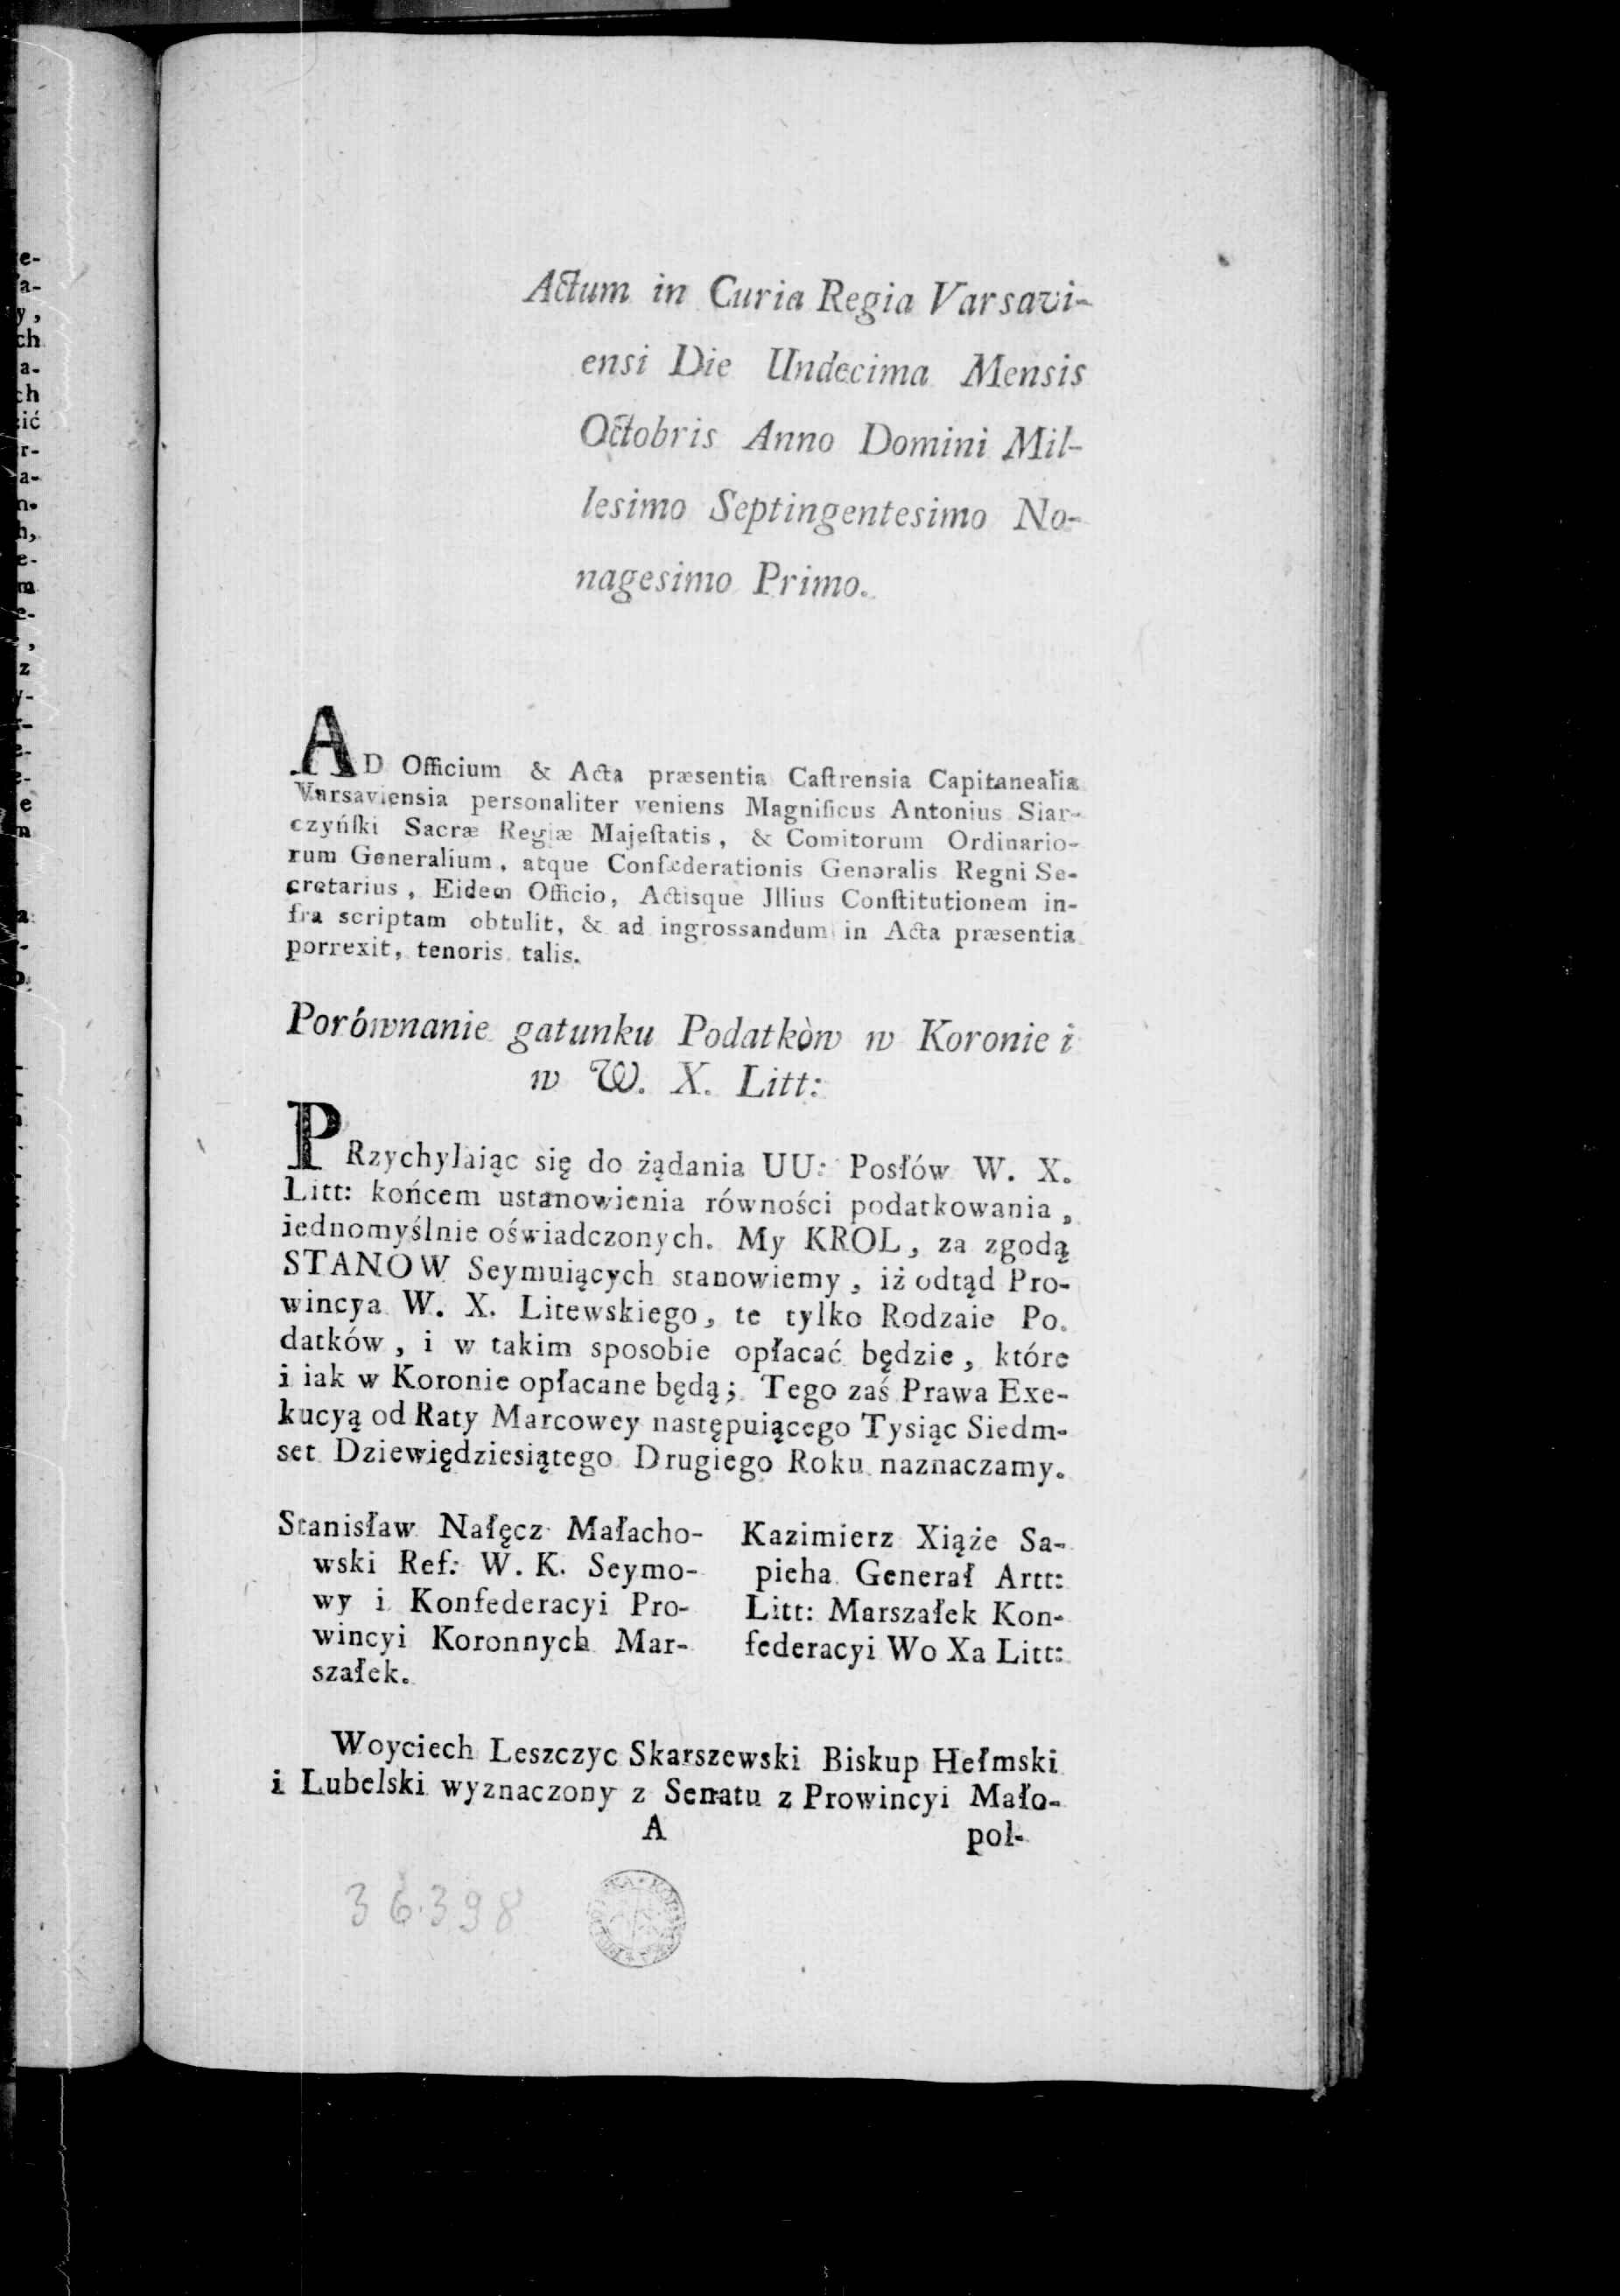 Actum in Curia Regia Varsavi-
ensi Die Undecima Mensis
Octobris Anno Domini Mil-
lesimo Septingentesimo No-
nagesimo Primo.
AD Officium & Acta præsentia Castrensia Capitanealia
Varsaviensia personaliter veniens Magnificus Antonius Siar-
czyńſki Sacræ Regiæ Majeſtatis, & Comitorum Ordinario-
rum Generalium, atque Confæderationis Generalis Regni Se-
cretarius, Eidem Officio, Actisque Jllius Conſtitutionem in-
fra scriptam obtulit, & ad ingrossandum in Acta præsentia
porrexit, tenoris talis.
Porównanie gatunku Podatkòw w Koronie i
w W. X. Litt:
PRzychylaiąc się do żądania UU: Posłów W. X.
Litt: końcem ustanowienia równości podatkowania,
iednomyślnie oświadczonych. My KROL, za zgodą
STANOW Seymuiących stanowiemy, iż odtąd Pro-
wincya W. X. Litewskiego, te tylko Rodzaie Po.
datków, i w takim sposobie opłacać będzie, które
i iak w Koronie opłacane będą; Tego zaś Prawa Exe-
kucyą od Raty Marcowey następuiącego Tysiąc Siedm-
set Dziewiędziesiątego Drugiego Roku naznaczamy.
Stanisław Nałęcz Małacho-
wski Ref: W. K. Seymo-
wy i Konfederacyi Pro-
wincyi Koronnych Mar-
szałek.
Kazimierz Xiąże Sa-
pieha Generał Artt:
Litt: Marszałek Kon-
federacyi Wo Xa Litt:
Woyciech Leszczyc Skarszewski Biskup Hełmski
i Lubelski wyznaczony z Senatu z Prowincyi Mało-
A pol-
36.398